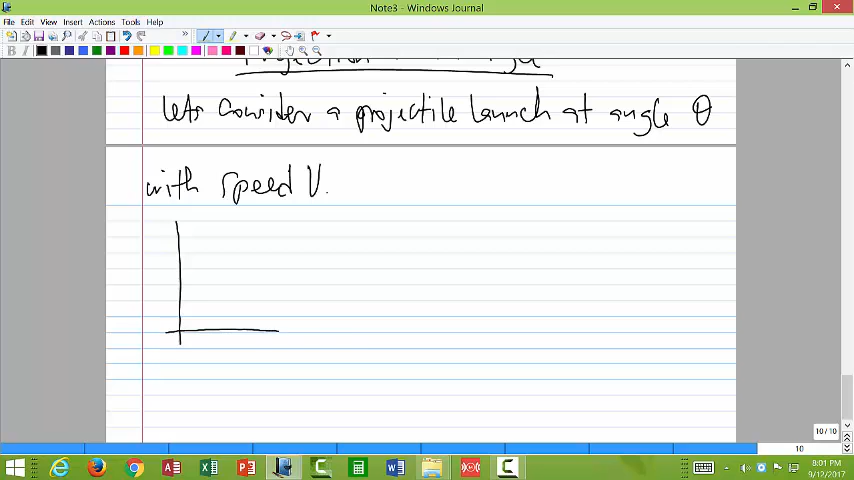 Note3 - Windows Journal
File Edit View Insert Actions Tools Help
B I
lets consider a projectile launch at angle θ
with speed V.
10 / 10
10
8:01 PM
9/12/2017